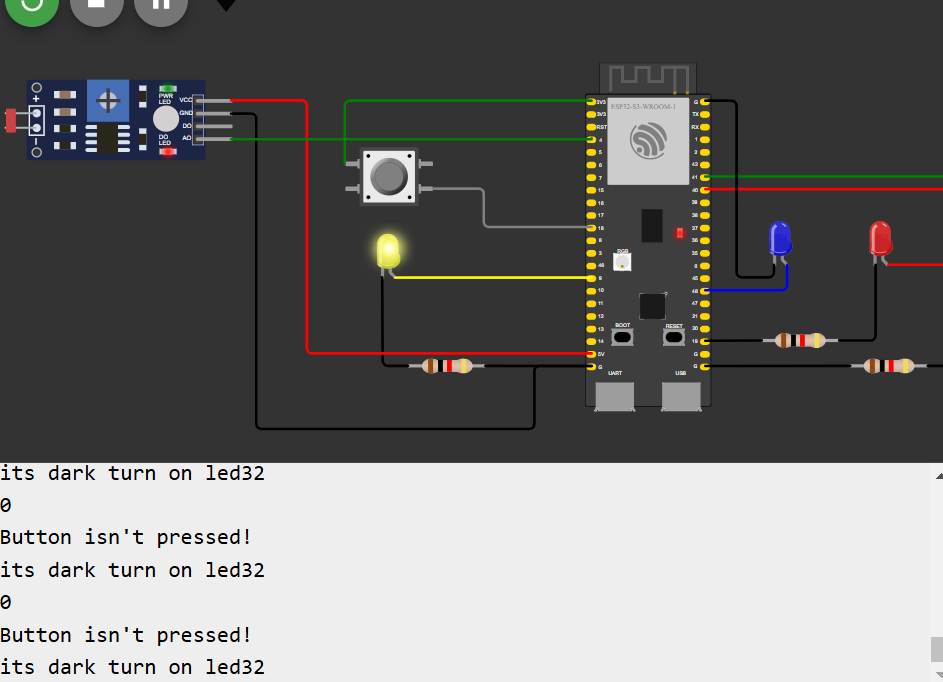 +
PWR
LED
VCC
GND
DO
AO
DO
LED
ESP32-S3-WROOM-1
3V3
3V3
RST
4
5
6
7
15
16
17
18
8
3
46
9
10
11
12
13
14
5V
G
G
TX
RX
1
2
42
41
40
39
38
37
36
35
0
45
48
47
21
20
19
G
G
RGB
BOOT
RESET
UART
USB
its dark turn on led32
0
Button isn't pressed!
its dark turn on led32
0
Button isn't pressed!
its dark turn on led32